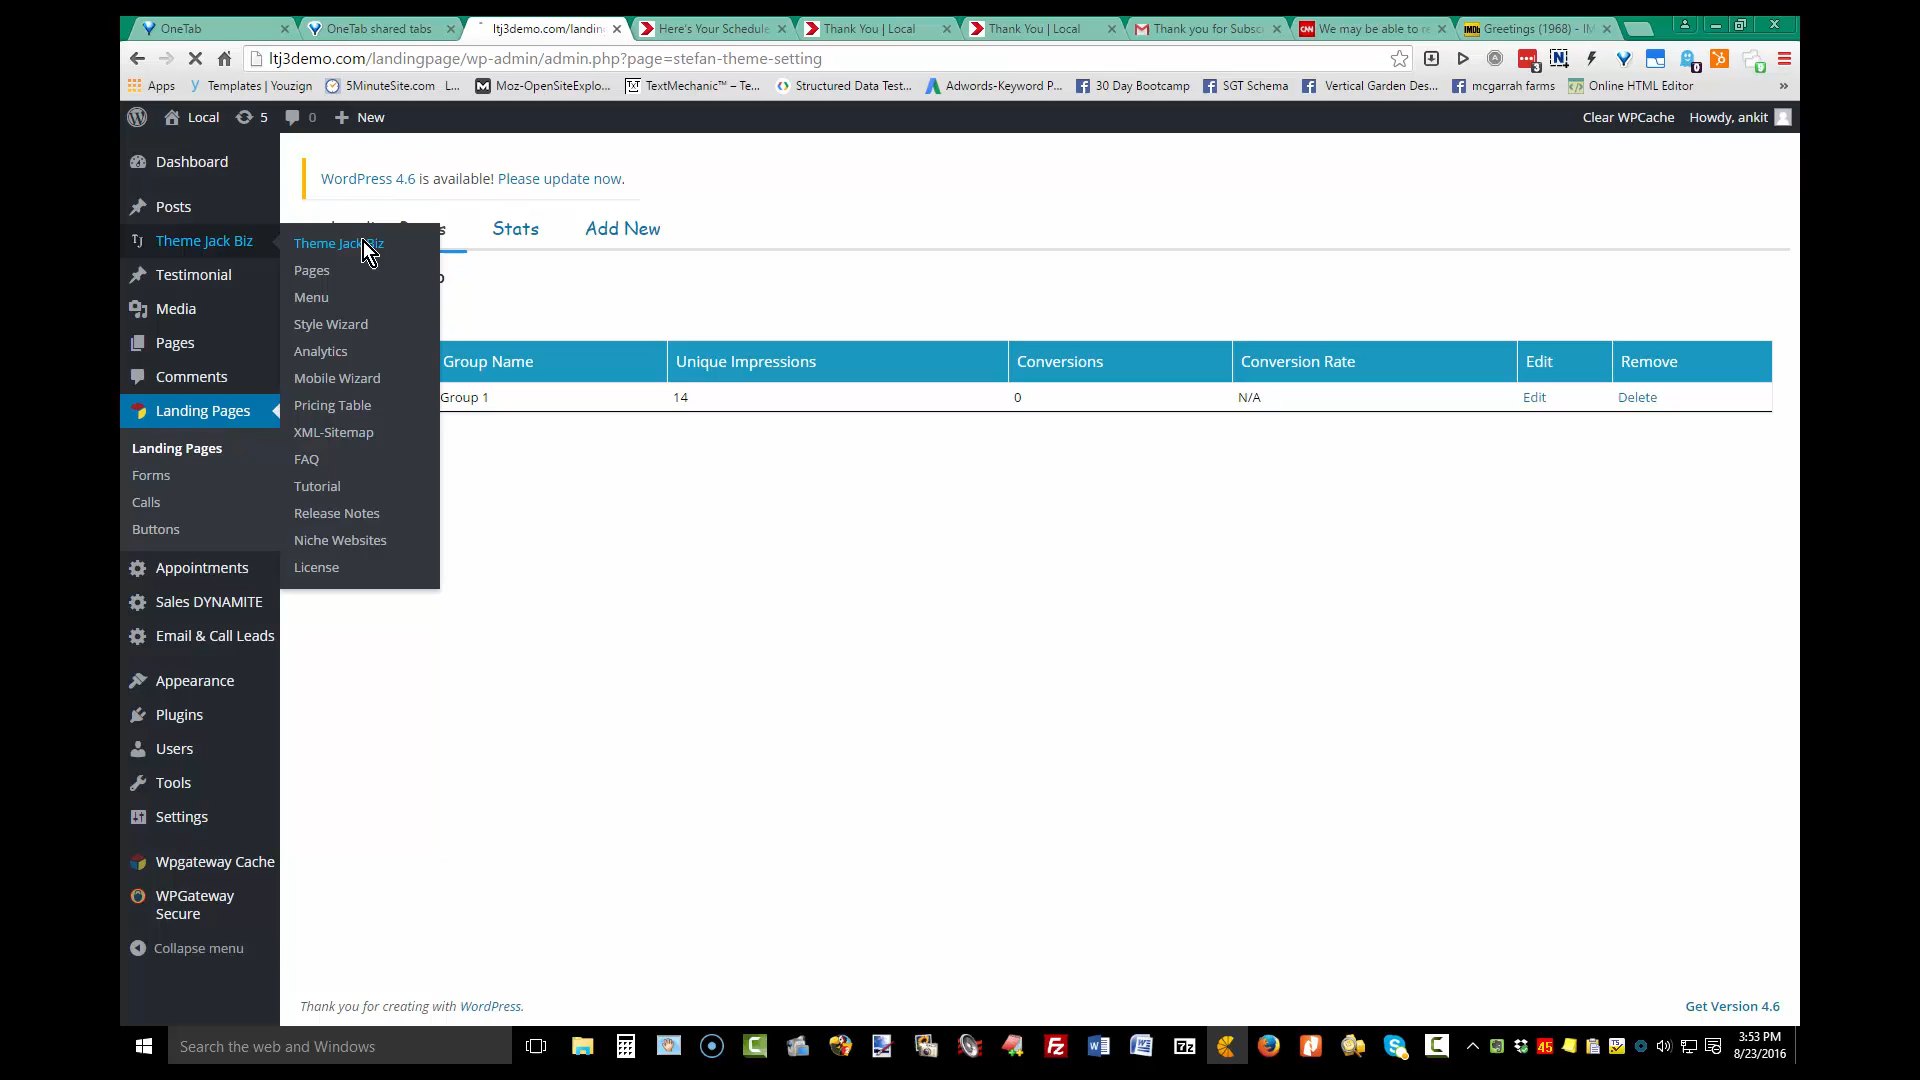 OneTab
OneTab shared tabs
ltj3demo.com/landin
Here's Your Schedule
Thank You | Local
Thank You | Local
Thank you for Subsc
We may be able to re
Greetings (1968) - IM
ltj3demo.com/landingpage/wp-admin/admin.php?page=stefan-theme-setting
Apps
Templates | Youzign
5MinuteSite.com L...
Moz-OpenSiteExplo...
TextMechanic™ – Te...
Structured Data Test...
Adwords-Keyword P...
30 Day Bootcamp
SGT Schema
Vertical Garden Des...
mcgarrah farms
Online HTML Editor
»
Local
5
0
New
Clear WPCache
Howdy, ankit
Dashboard
Posts
Theme Jack Biz
Testimonial
Media
Pages
Comments
Landing Pages
Landing Pages
Forms
Calls
Buttons
Appointments
Sales DYNAMITE
Email & Call Leads
Appearance
Plugins
Users
Tools
Settings
Wpgateway Cache
WPGateway
Secure
Collapse menu
Theme Jack Biz
Pages
Menu
Style Wizard
Analytics
Mobile Wizard
Pricing Table
XML-Sitemap
FAQ
Tutorial
Release Notes
Niche Websites
License
WordPress 4.6 is available! Please update now.
Stats
Add New
Group Name
Unique Impressions
Conversions
Conversion Rate
Edit
Remove
Group 1
14
0
N/A
Edit
Delete
Thank you for creating with WordPress.
Get Version 4.6
Search the web and Windows
3:53 PM
8/23/2016